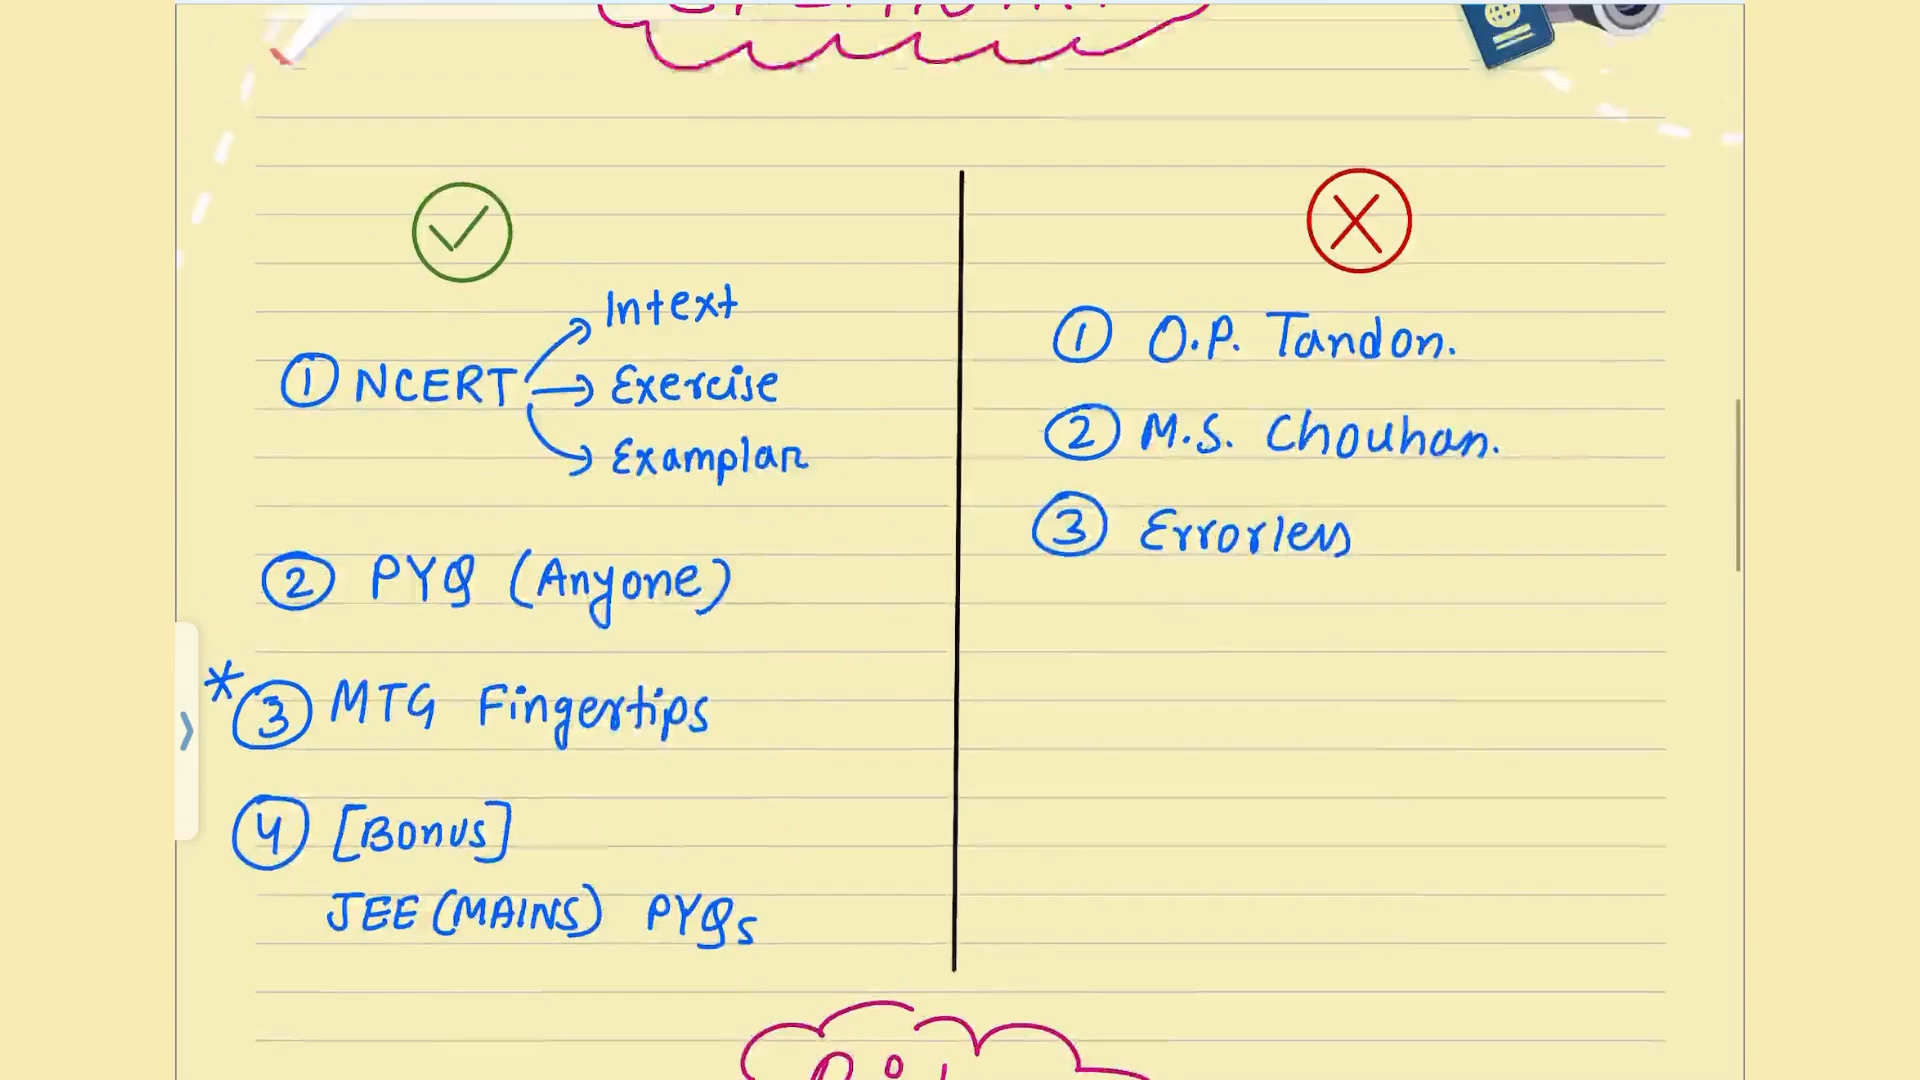 ① NCERT → Intext
→ Exercise
→ Examplar
② PYQ (Anyone)
* ③ MTG Fingertips
④ [Bonus]
JEE (MAINS) PYQs
① O.P. Tandon.
② M.S. Chouhan.
③ Errorless